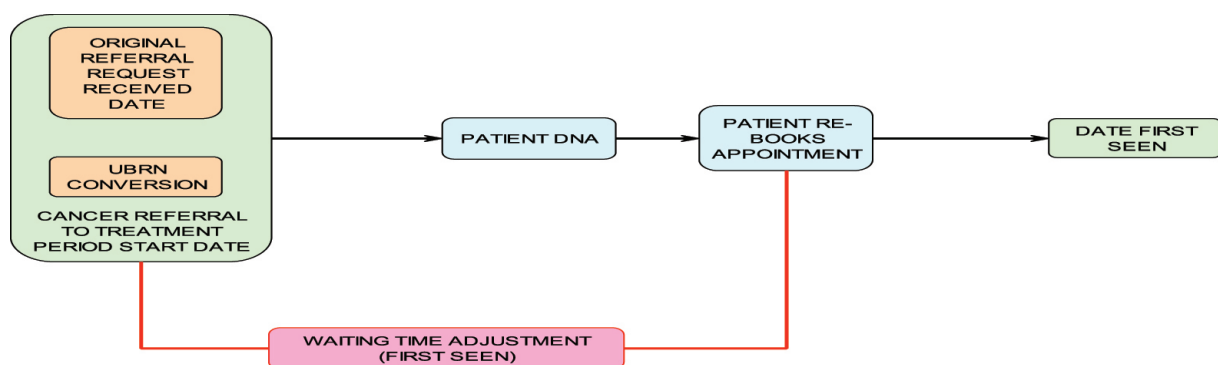 ORIGINAL
REFERRAL
REQUEST
RECEIVED
DATE
UBRN
CONVERSION
CANCER REFERRAL
TO TREATMENT
PERIOD START DATE
PATIENT DNA
PATIENT RE-
BOOKS
APPOINTMENT
DATE FIRST
SEEN
WAITING TIME ADJUSTMENT
(FIRST SEEN)